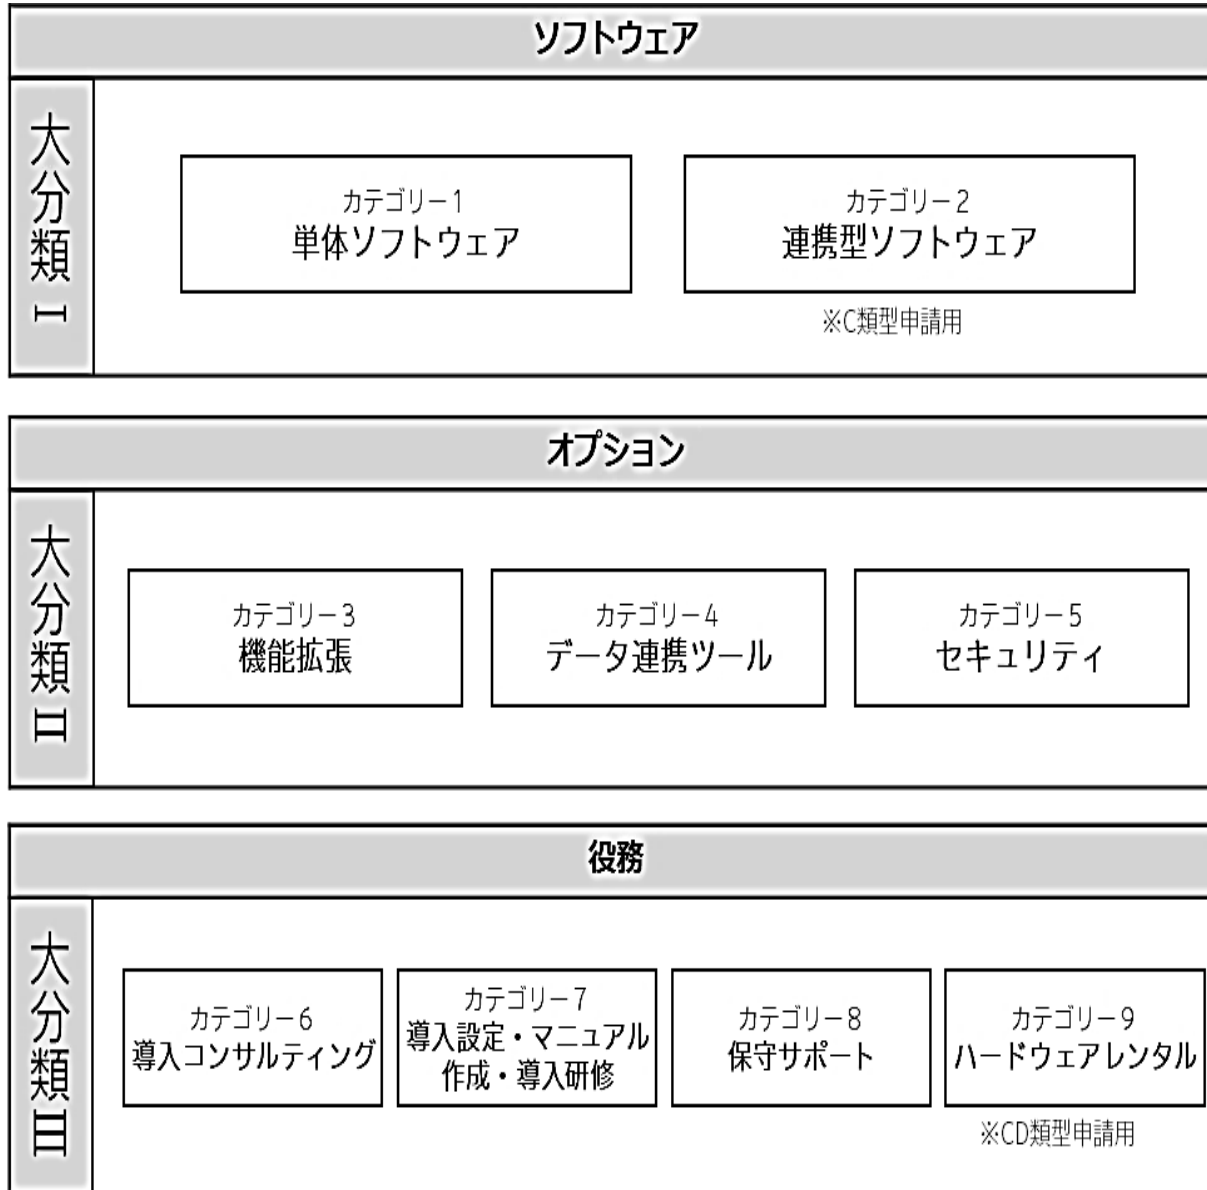 ソフトウェア
大分類Ⅰ
カテゴリー1
単体ソフトウェア
カテゴリー2
連携型ソフトウェア
※C類型申請用
オプション
大分類Ⅱ
カテゴリー3
機能拡張
カテゴリー4
データ連携ツール
カテゴリー5
セキュリティ
役務
大分類Ⅲ
カテゴリー6
導入コンサルティング
カテゴリー7
導入設定・マニュアル
作成・導入研修
カテゴリー8
保守サポート
カテゴリー9
ハードウェアレンタル
※CD類型申請用